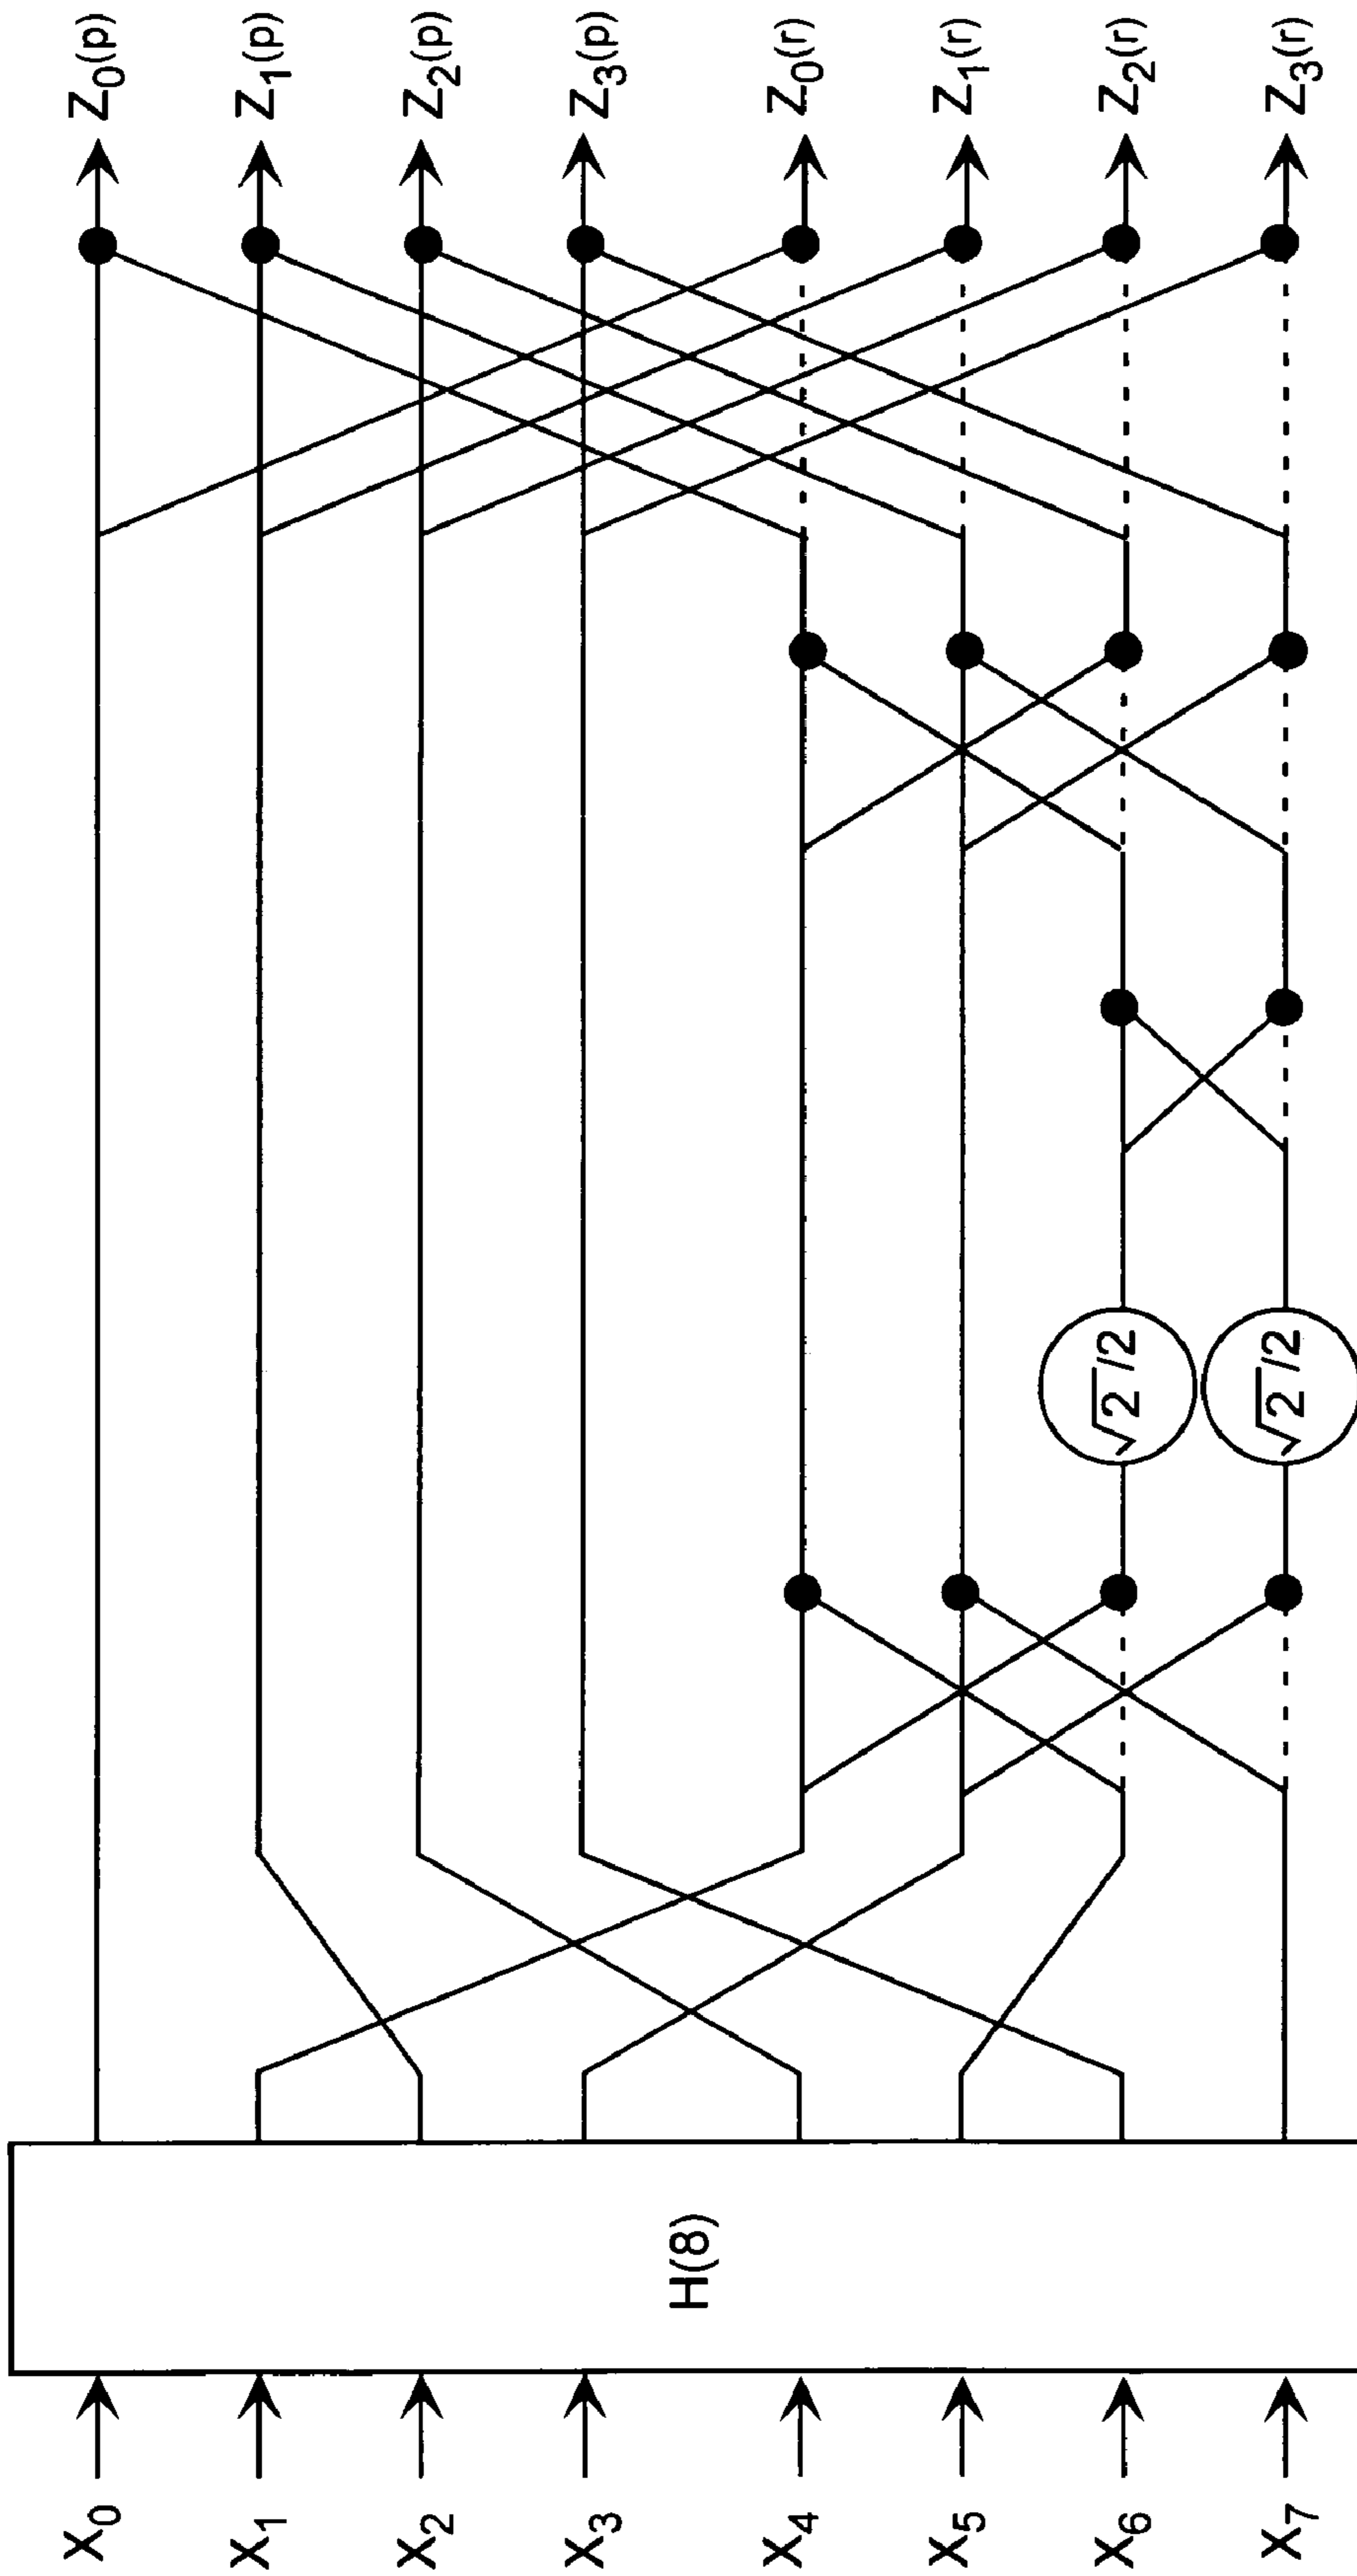 X₀
X₁
X₂
X₃
X₄
X₅
X₆
X₇
H(8)
√2/2
√2/2
Z₀(p)
Z₁(p)
Z₂(p)
Z₃(p)
Z₀(r)
Z₁(r)
Z₂(r)
Z₃(r)